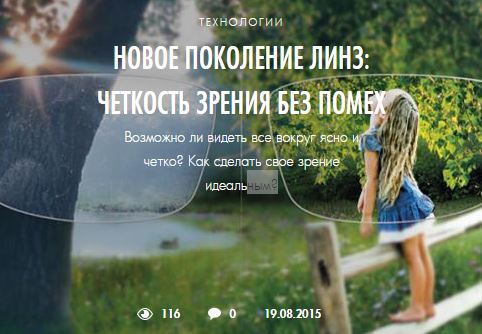 ТЕХНОЛОГИИ
НОВОЕ ПОКОЛЕНИЕ ЛИНЗ:
ЧЕТКОСТЬ ЗРЕНИЯ БЕЗ ПОМЕХ
Возможно ли видеть все вокруг ясно и
четко? Как сделать свое зрение
идеальным?
116 0 19.08.2015